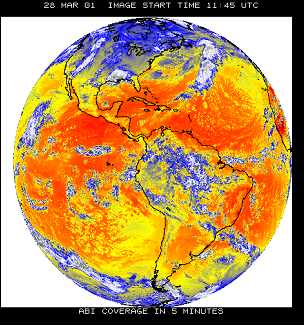 28 MAR 01 IMAGE START TIME 11:45 UTC
ABI COVERAGE IN 5 MINUTES